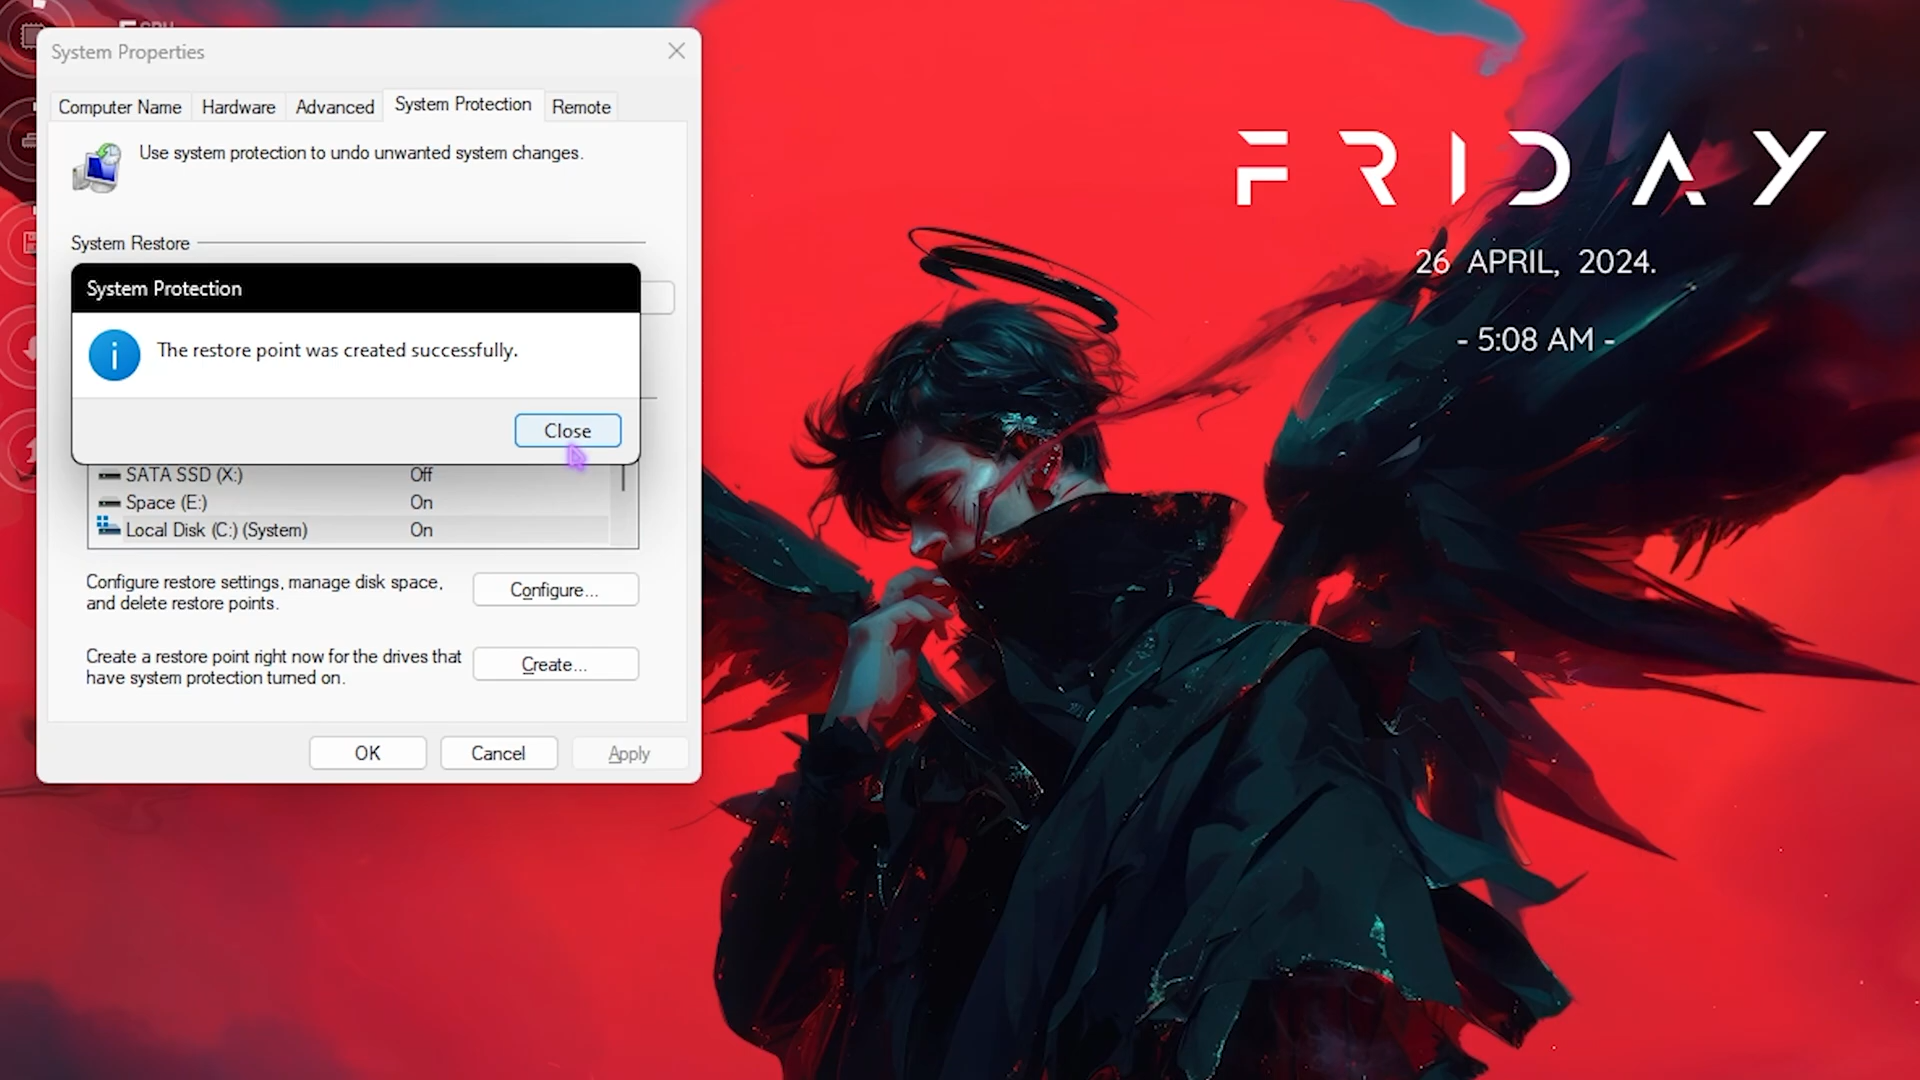 System Properties
Computer Name
Hardware
Advanced
System Protection
Remote
Use system protection to undo unwanted system changes.
System Restore
System Protection
The restore point was created successfully.
Close
SATA SSD (X:) Off
Space (E:) On
Local Disk (C:) (System) On
Configure restore settings, manage disk space,
and delete restore points.
Configure...
Create a restore point right now for the drives that
have system protection turned on.
Create...
OK
Cancel
Apply
FRIDAY
26 APRIL, 2024.
- 5:08 AM -